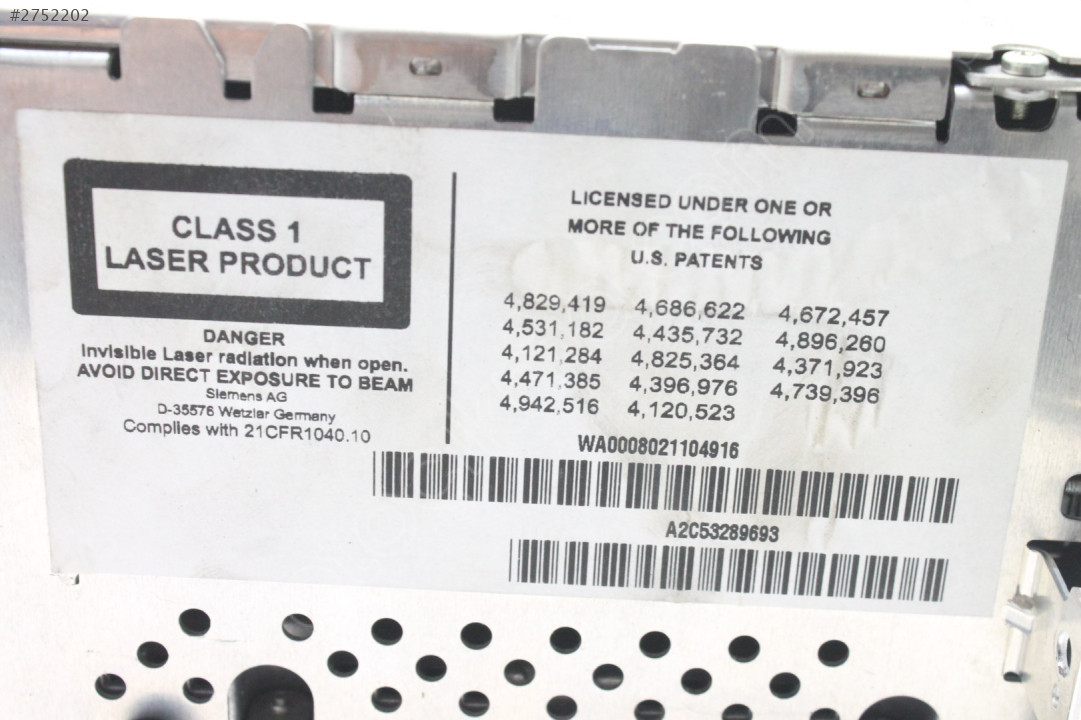 #2752202
CLASS 1
LASER PRODUCT
DANGER
Invisible Laser radiation when open.
AVOID DIRECT EXPOSURE TO BEAM
Siemens AG
D-35576 Wetzlar Germany
Complies with 21CFR1040.10
LICENSED UNDER ONE OR
MORE OF THE FOLLOWING
U.S. PATENTS
4,829,419 4,686,622 4,672,457
4,531,182 4,435,732 4,896,260
4,121,284 4,825,364 4,371,923
4,471,385 4,396,976 4,739,396
4,942,516 4,120,523
WA0008021104916
A2C53289693